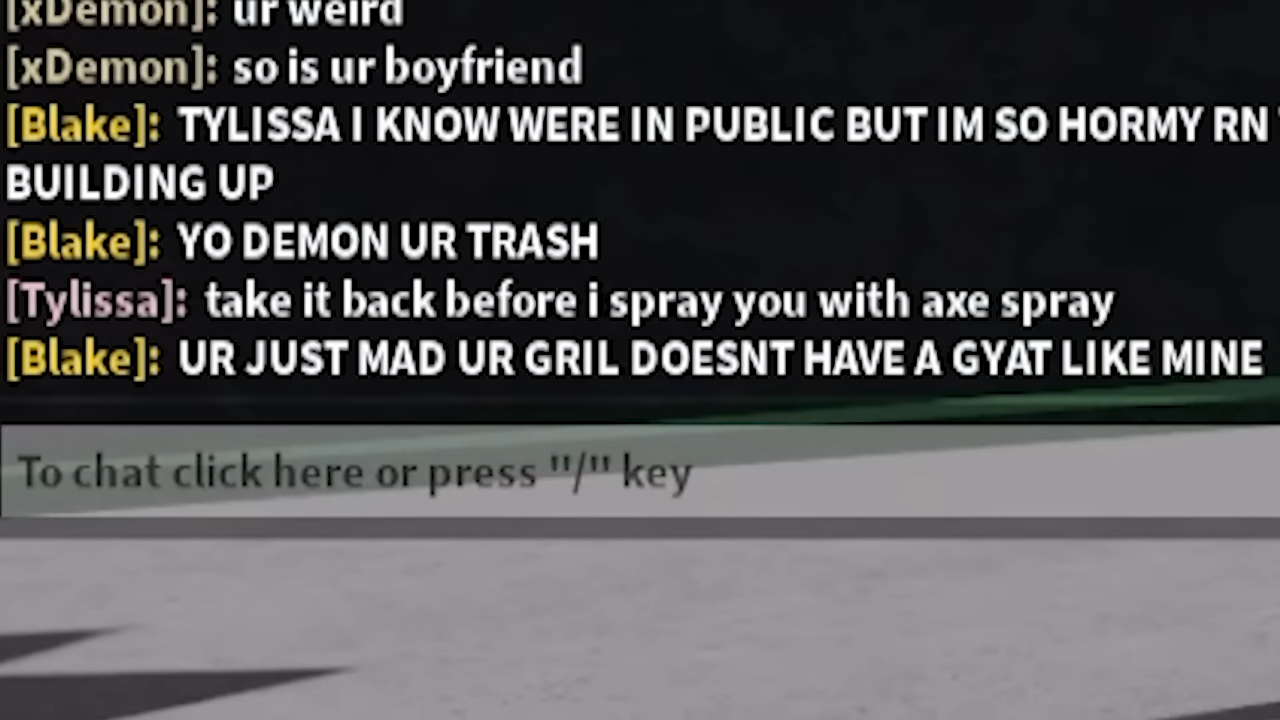 [xDemon]: ur weird
[xDemon]: so is ur boyfriend
[Blake]: TYLISSA I KNOW WERE IN PUBLIC BUT IM SO HORMY RN
BUILDING UP
[Blake]: YO DEMON UR TRASH
[Tylissa]: take it back before i spray you with axe spray
[Blake]: UR JUST MAD UR GRIL DOESNT HAVE A GYAT LIKE MINE
To chat click here or press "/" key